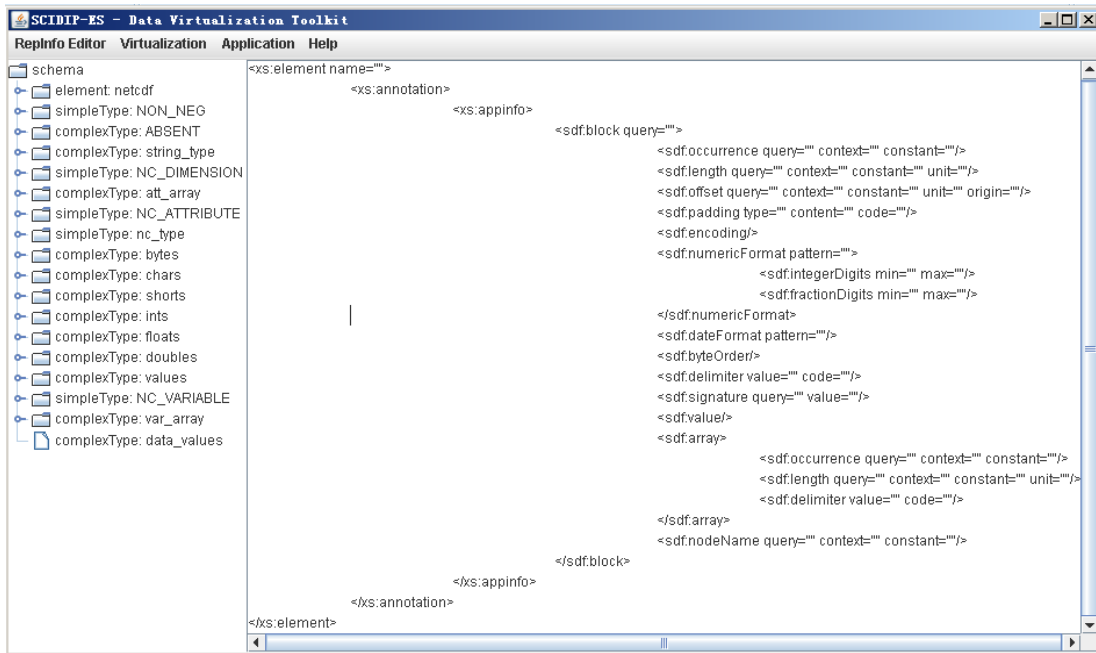 SCIDIP-ES - Data Virtualization Toolkit
RepInfo Editor Virtualization Application Help
schema
element: netcdf
simpleType: NON_NEG
complexType: ABSENT
complexType: string_type
simpleType: NC_DIMENSION
complexType: att_array
simpleType: NC_ATTRIBUTE
simpleType: nc_type
complexType: bytes
complexType: chars
complexType: shorts
complexType: ints
complexType: floats
complexType: doubles
complexType: values
simpleType: NC_VARIABLE
complexType: var_array
complexType: data_values
<xs:element name="">
<xs:annotation>
<xs:appinfo>
<sdf:block query="">
<sdf:occurrence query="" context="" constant=""/>
<sdf:length query="" context="" constant="" unit=""/>
<sdf:offset query="" context="" constant="" unit="" origin=""/>
<sdf:padding type="" content="" code=""/>
<sdf:encoding/>
<sdf:numericFormat pattern="">
<sdf:integerDigits min="" max=""/>
<sdf:fractionDigits min="" max=""/>
</sdf:numericFormat>
<sdf:dateFormat pattern=""/>
<sdf:byteOrder/>
<sdf:delimiter value="" code=""/>
<sdf:signature query="" value=""/>
<sdf:value/>
<sdf:array>
<sdf:occurrence query="" context="" constant=""/>
<sdf:length query="" context="" constant="" unit=""/>
<sdf:delimiter value="" code=""/>
</sdf:array>
<sdf:nodeName query="" context="" constant=""/>
</sdf:block>
</xs:appinfo>
</xs:annotation>
</xs:element>